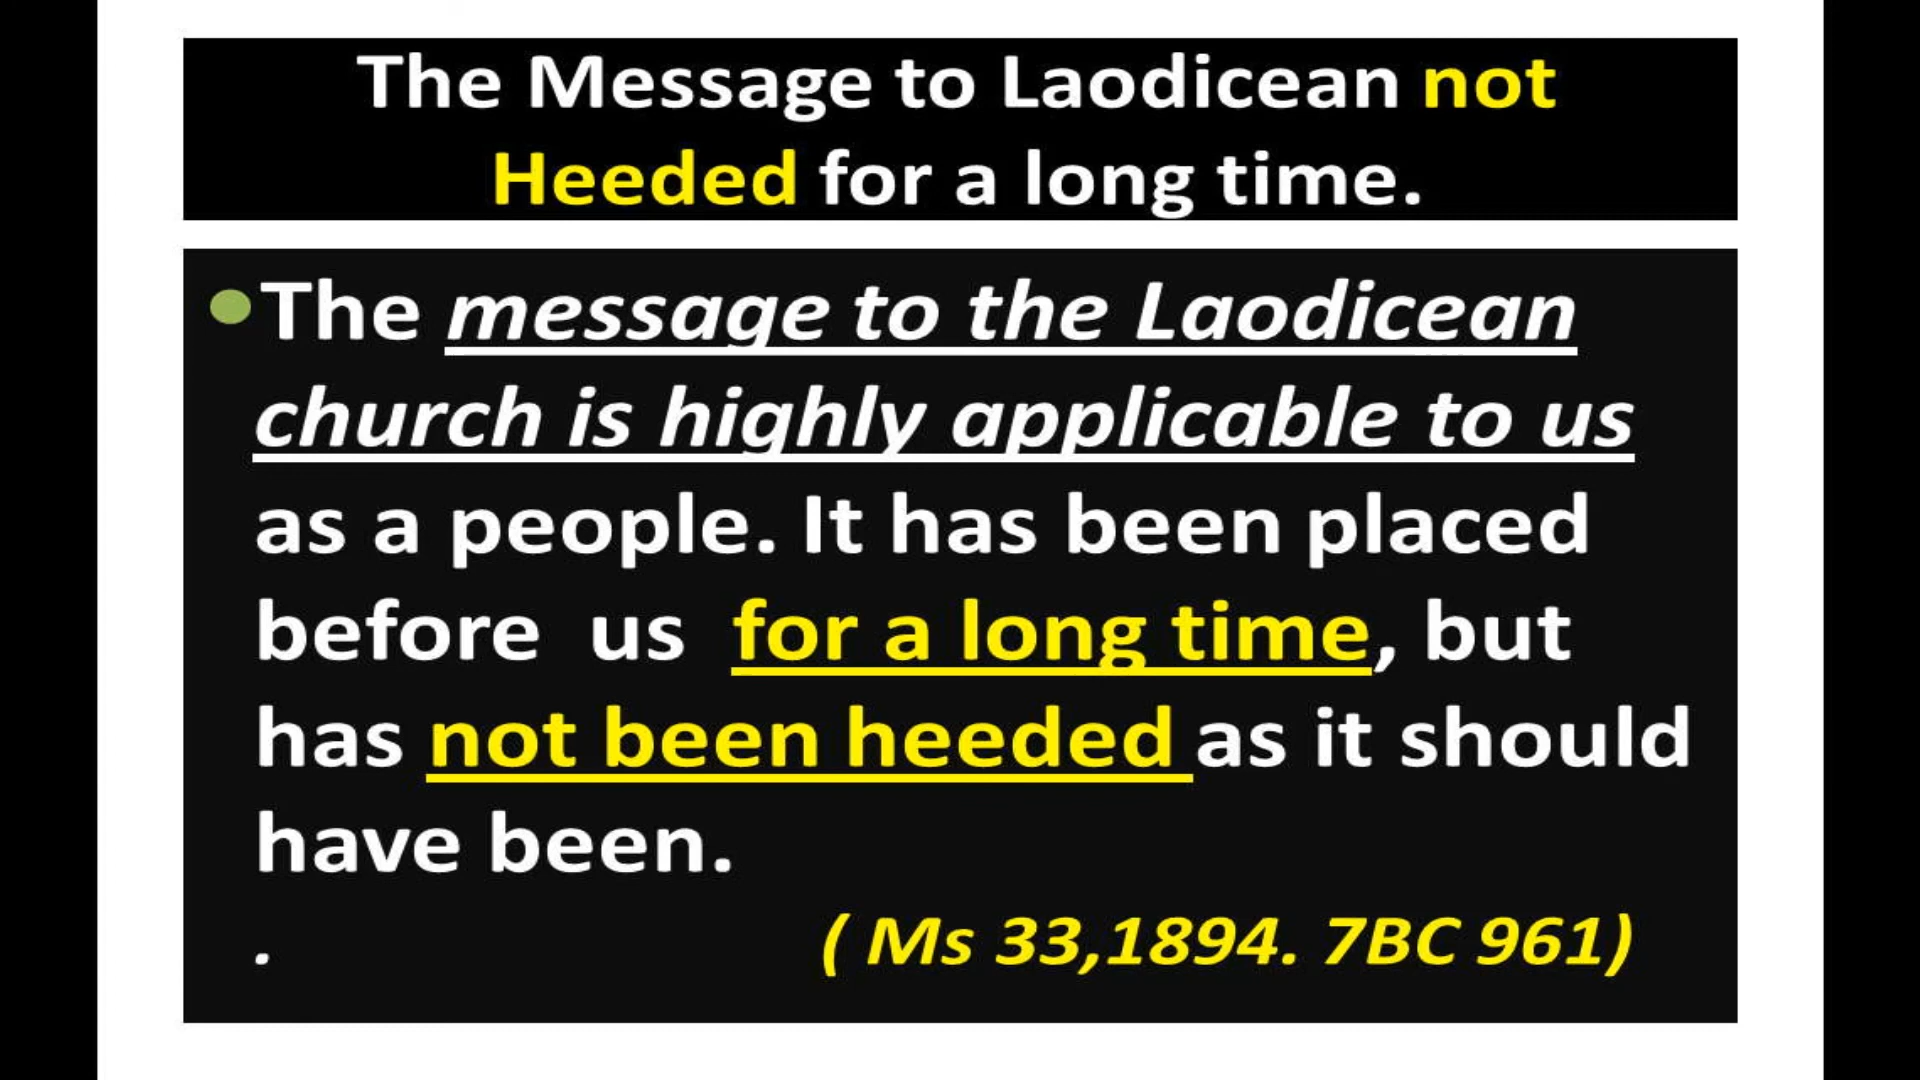 The Message to Laodicean not
Heeded for a long time.
•The message to the Laodicean
church is highly applicable to us
as a people. It has been placed
before us for a long time, but
has not been heeded as it should
have been.
. ( Ms 33,1894. 7BC 961)